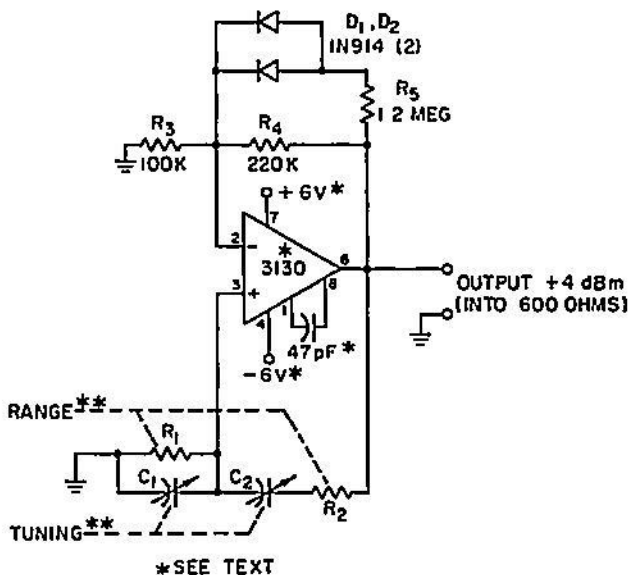 D1, D2
1N914 (2)
R5
1.2 MEG
R3
100K
R4
220K
+6V*
7
2
-
*
3130
6
3
+
1
8
4
47pF*
-6V*
OUTPUT +4 dBm
(INTO 600 OHMS)
RANGE**
R1
C1
C2
R2
TUNING**
*SEE TEXT